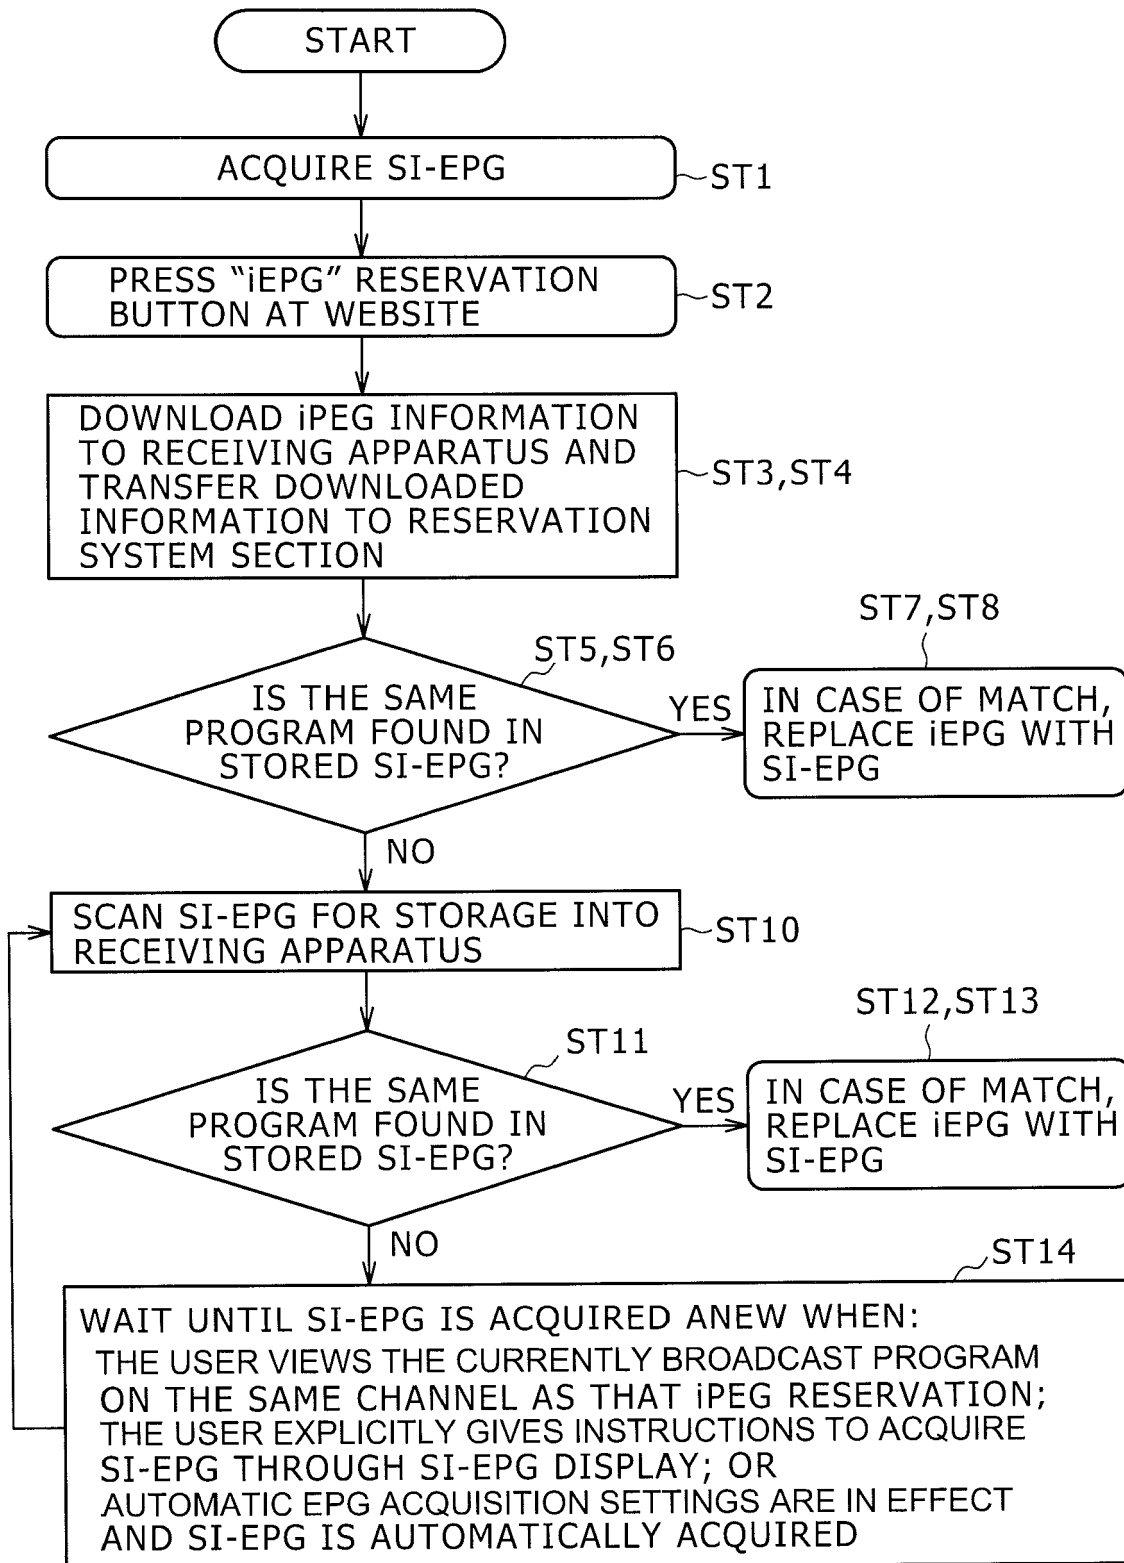 START
ACQUIRE SI-EPG
ST1
PRESS “iEPG” RESERVATION
BUTTON AT WEBSITE
ST2
DOWNLOAD iPEG INFORMATION
TO RECEIVING APPARATUS AND
TRANSFER DOWNLOADED
INFORMATION TO RESERVATION
SYSTEM SECTION
ST3,ST4
ST5,ST6
IS THE SAME
PROGRAM FOUND IN
STORED SI-EPG?
YES
ST7,ST8
IN CASE OF MATCH,
REPLACE iEPG WITH
SI-EPG
NO
SCAN SI-EPG FOR STORAGE INTO
RECEIVING APPARATUS
ST10
ST11
IS THE SAME
PROGRAM FOUND IN
STORED SI-EPG?
YES
ST12,ST13
IN CASE OF MATCH,
REPLACE iEPG WITH
SI-EPG
NO
ST14
WAIT UNTIL SI-EPG IS ACQUIRED ANEW WHEN:
THE USER VIEWS THE CURRENTLY BROADCAST PROGRAM
ON THE SAME CHANNEL AS THAT iPEG RESERVATION;
THE USER EXPLICITLY GIVES INSTRUCTIONS TO ACQUIRE
SI-EPG THROUGH SI-EPG DISPLAY; OR
AUTOMATIC EPG ACQUISITION SETTINGS ARE IN EFFECT
AND SI-EPG IS AUTOMATICALLY ACQUIRED